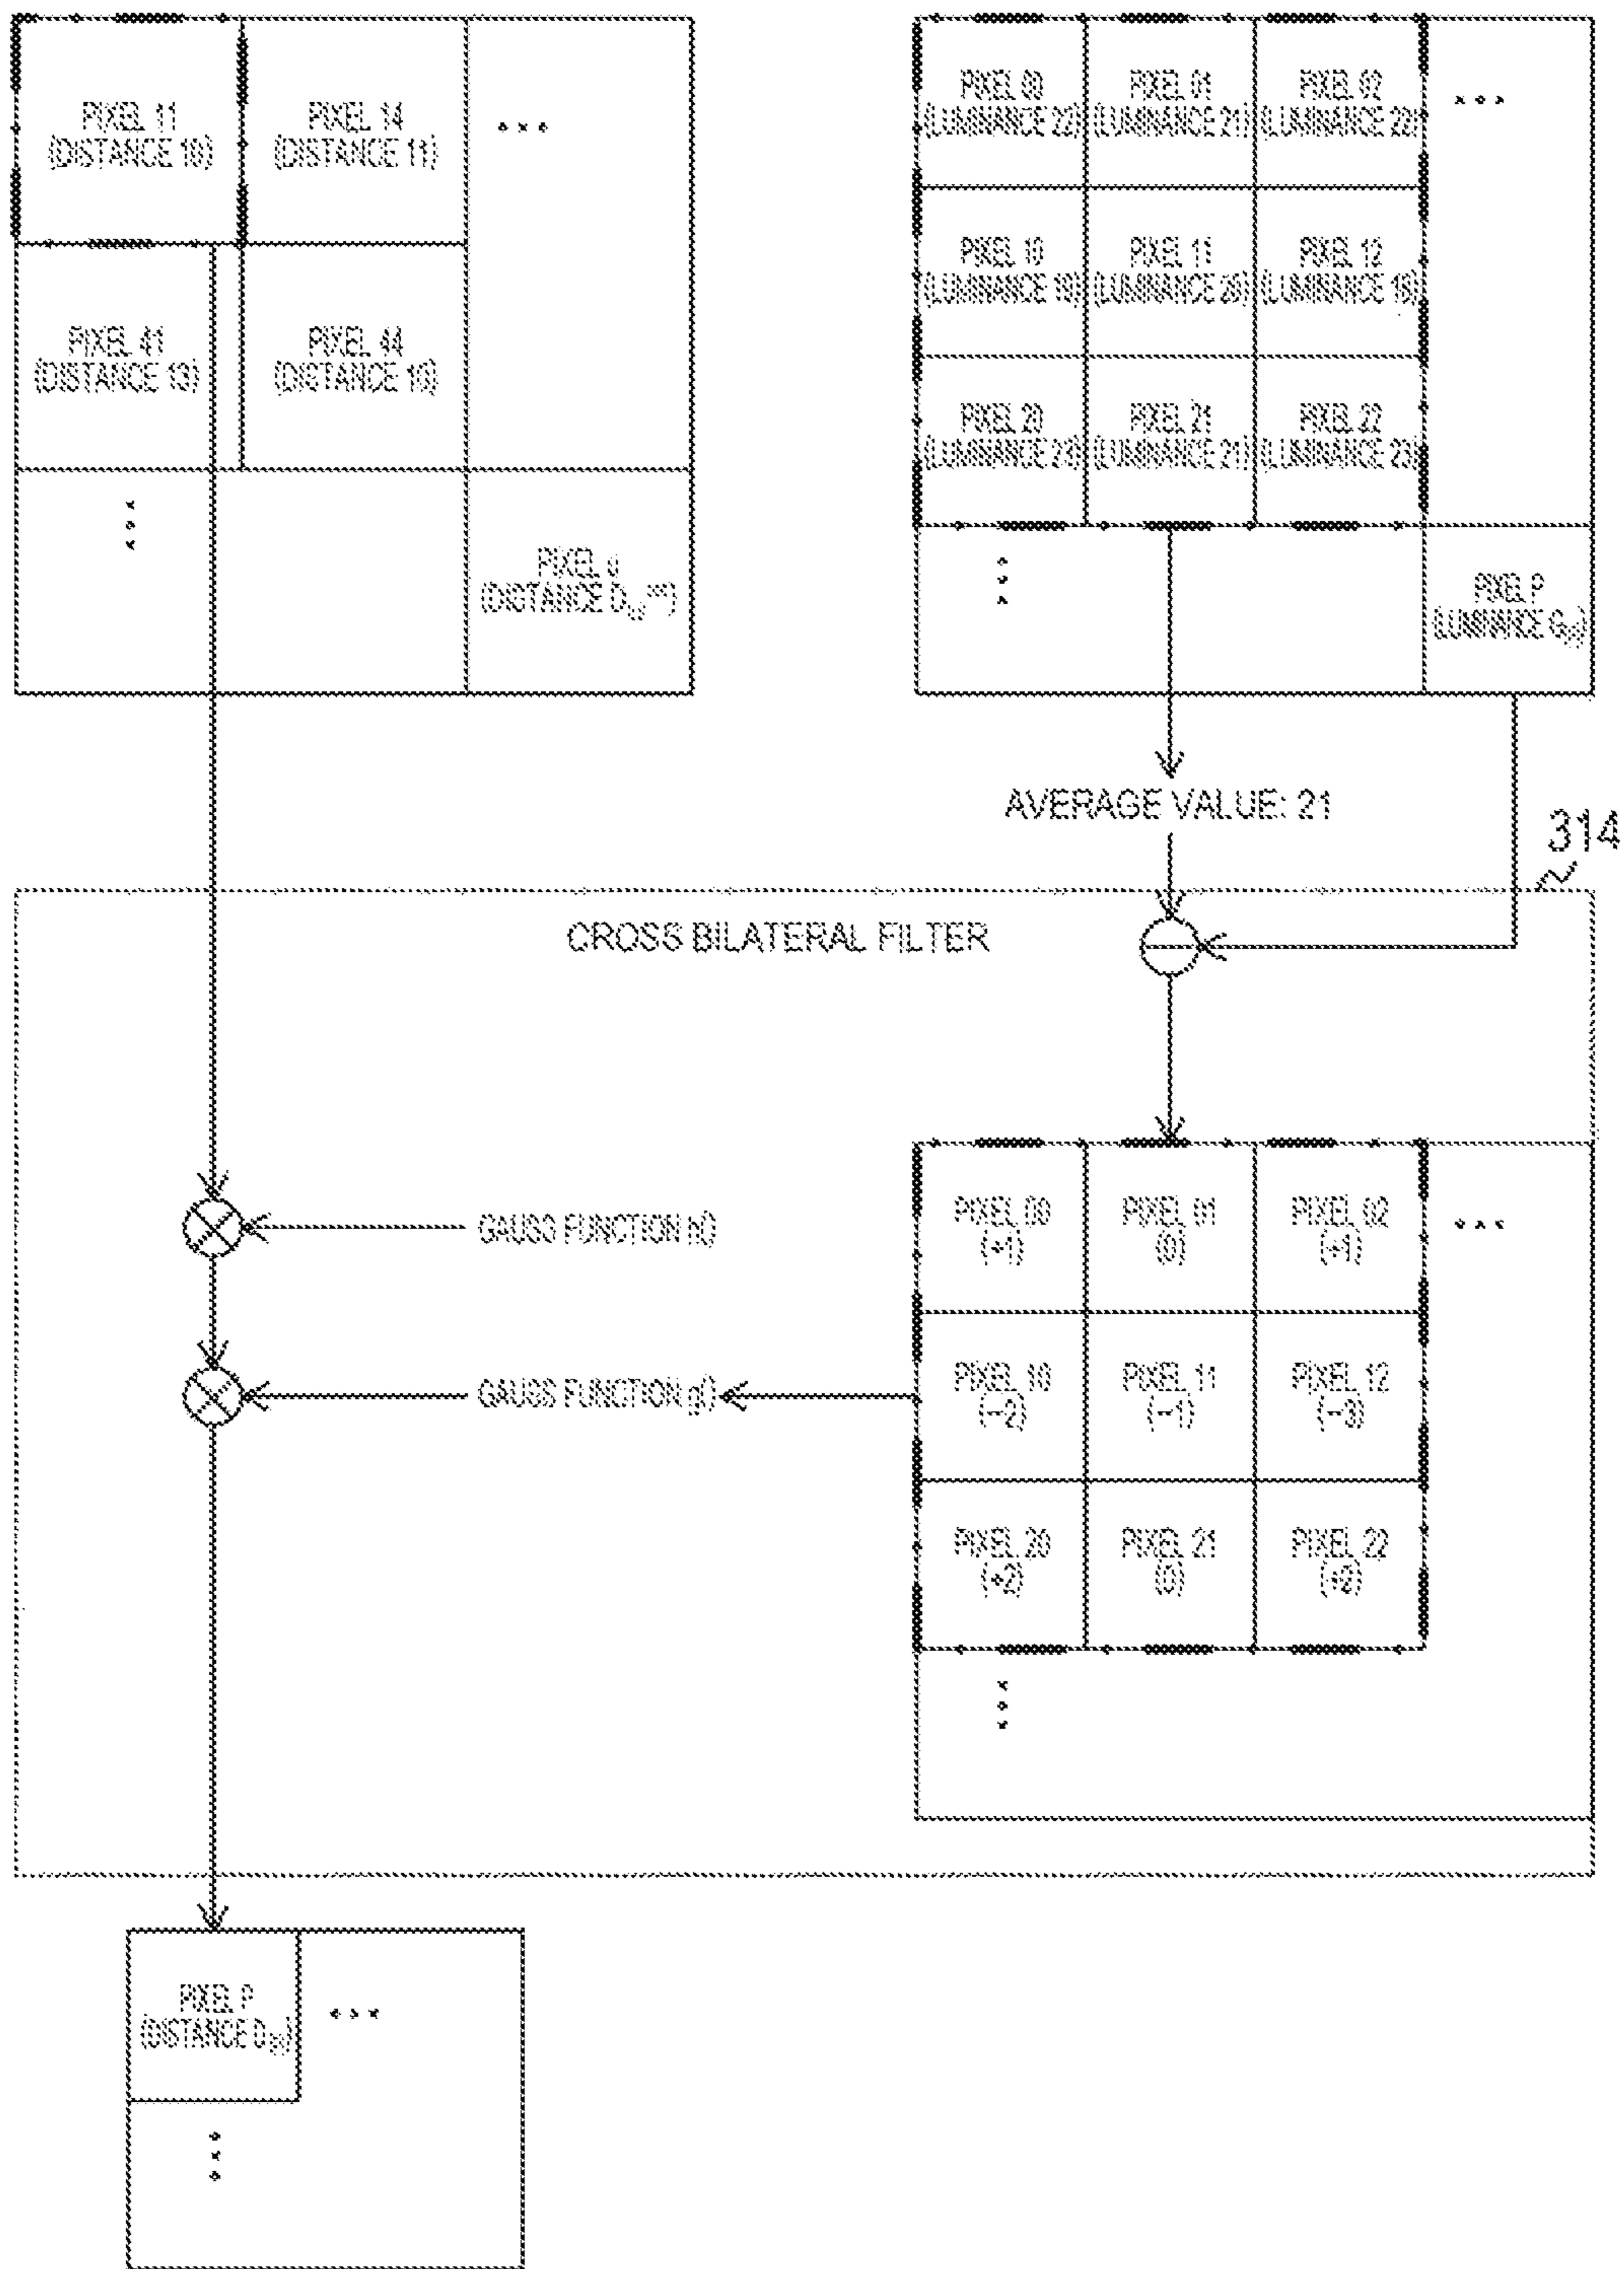 PIXEL 11
(DISTANCE 10)
PIXEL 14
(DISTANCE 11)
...
PIXEL 41
(DISTANCE 13)
PIXEL 44
(DISTANCE 10)
...
PIXEL
(DISTANCE
PIXEL 00
(LUMINANCE 22)
PIXEL 01
(LUMINANCE 21)
PIXEL 02
(LUMINANCE 22)
...
PIXEL 10
(LUMINANCE 19)
PIXEL 11
(LUMINANCE 20)
PIXEL 12
(LUMINANCE 18)
PIXEL 20
(LUMINANCE 23)
PIXEL 21
(LUMINANCE 21)
PIXEL 22
(LUMINANCE 23)
...
PIXEL P
(LUMINANCE
AVERAGE VALUE: 21
314
CROSS BILATERAL FILTER
GAUSS FUNCTION h()
GAUSS FUNCTION g()
PIXEL 00
(+1)
PIXEL 01
(0)
PIXEL 02
(+1)
...
PIXEL 10
(−2)
PIXEL 11
(−1)
PIXEL 12
(−3)
PIXEL 20
(+2)
PIXEL 21
(0)
PIXEL 22
(+2)
...
PIXEL P
(DISTANCE
...
...